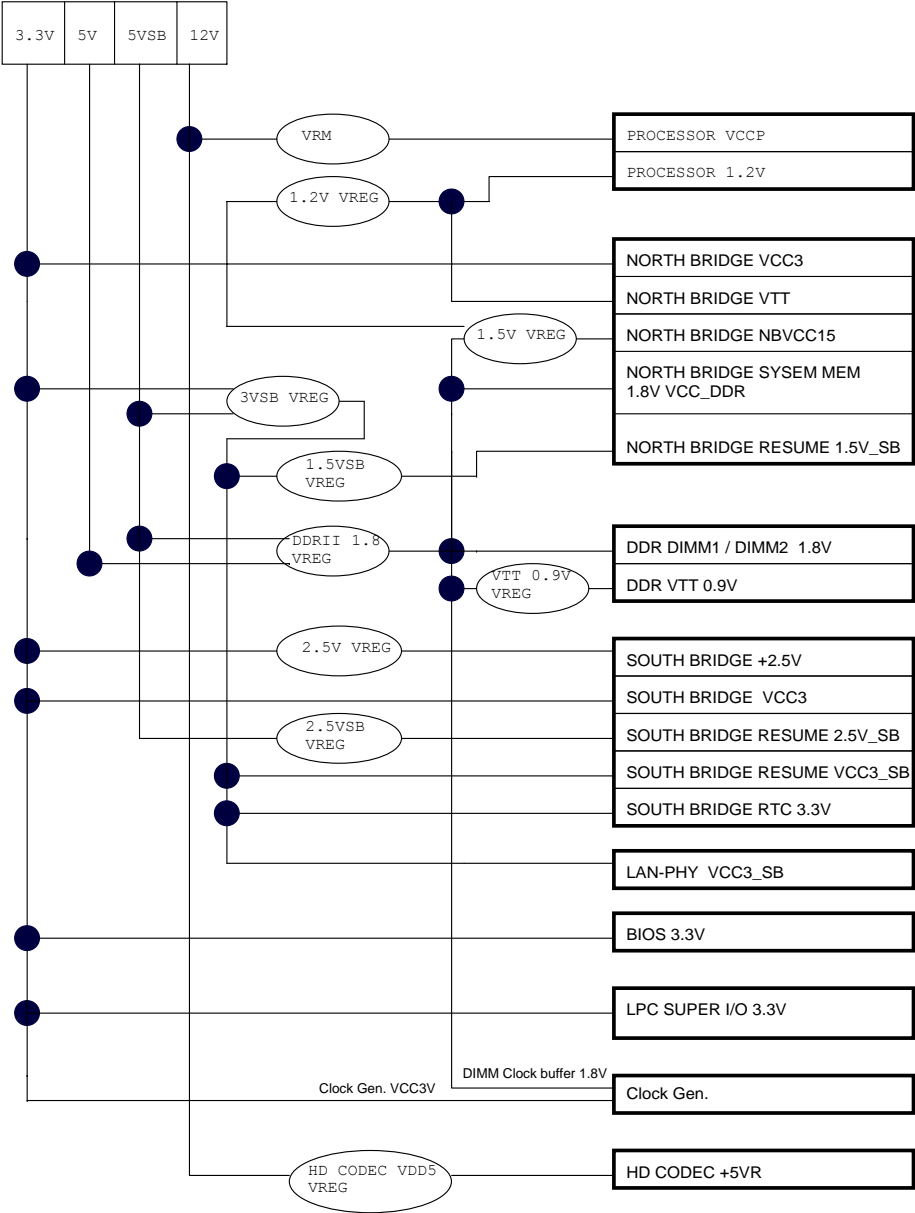 3.3V 5V 5VSB 12V
VRM
PROCESSOR VCCP
PROCESSOR 1.2V
1.2V VREG
NORTH BRIDGE VCC3
NORTH BRIDGE VTT
1.5V VREG
NORTH BRIDGE NBVCC15
NORTH BRIDGE SYSEM MEM
1.8V VCC_DDR
3VSB VREG
NORTH BRIDGE RESUME 1.5V_SB
1.5VSB
VREG
DDRII 1.8
VREG
DDR DIMM1 / DIMM2 1.8V
VTT 0.9V
VREG
DDR VTT 0.9V
2.5V VREG
SOUTH BRIDGE +2.5V
SOUTH BRIDGE VCC3
2.5VSB
VREG
SOUTH BRIDGE RESUME 2.5V_SB
SOUTH BRIDGE RESUME VCC3_SB
SOUTH BRIDGE RTC 3.3V
LAN-PHY VCC3_SB
BIOS 3.3V
LPC SUPER I/O 3.3V
DIMM Clock buffer 1.8V
Clock Gen. VCC3V
Clock Gen.
HD CODEC VDD5
VREG
HD CODEC +5VR